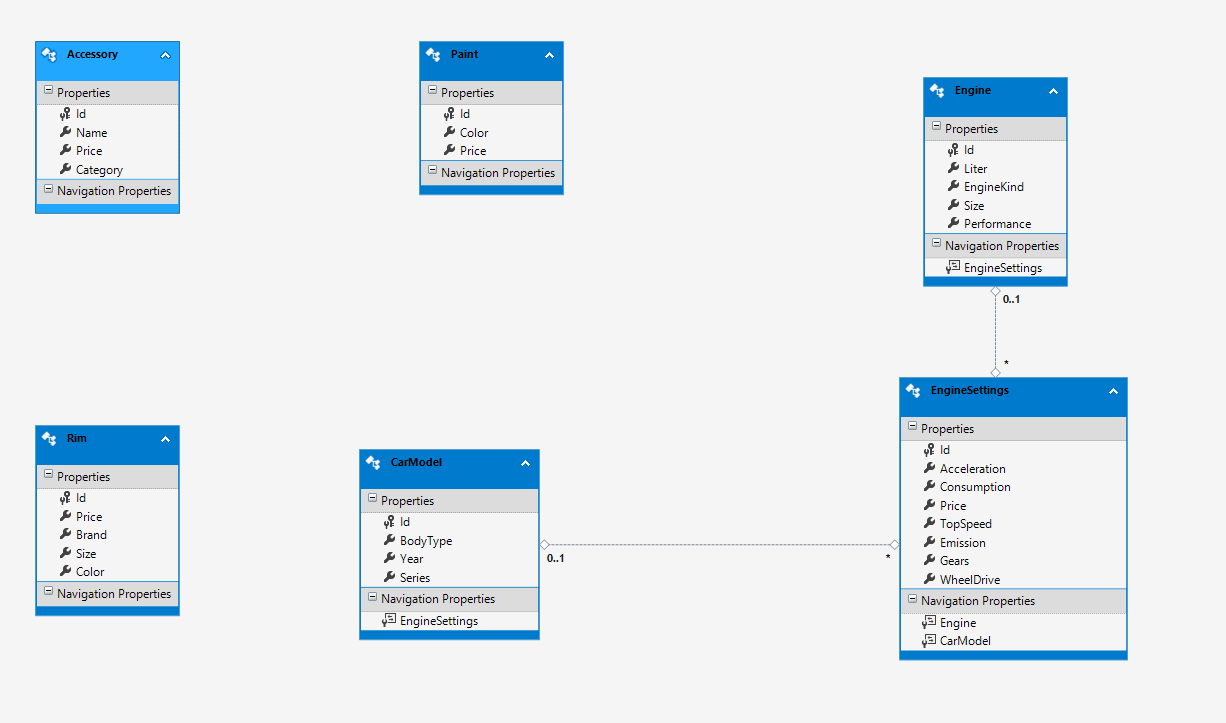 Accessory
Properties
Id
Name
Price
Category
Navigation Properties
Paint
Properties
Id
Color
Price
Navigation Properties
Engine
Properties
Id
Liter
EngineKind
Size
Performance
Navigation Properties
EngineSettings
0..1
*
Rim
Properties
Id
Price
Brand
Size
Color
Navigation Properties
CarModel
Properties
Id
BodyType
Year
Series
Navigation Properties
EngineSettings
0..1
*
EngineSettings
Properties
Id
Acceleration
Consumption
Price
TopSpeed
Emission
Gears
WheelDrive
Navigation Properties
Engine
CarModel